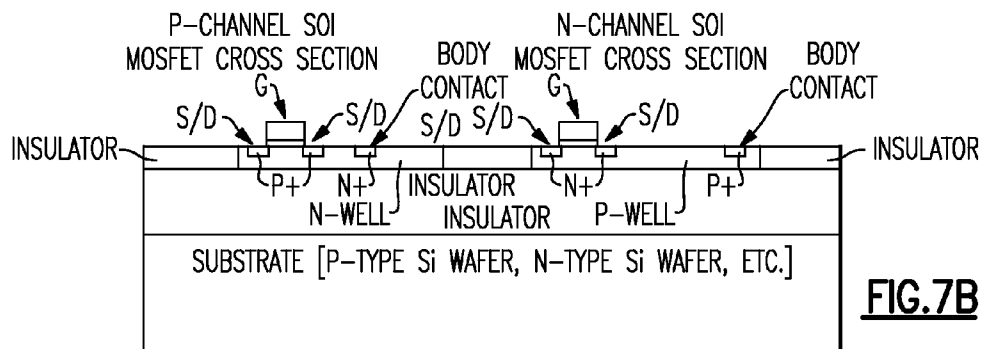 P-CHANNEL SOI
MOSFET CROSS SECTION
BODY
CONTACT
N-CHANNEL SOI
MOSFET CROSS SECTION
BODY
CONTACT
G
S/D
S/D
S/D
S/D
G
S/D
INSULATOR
INSULATOR
P+
N+
INSULATOR
N+
P+
N-WELL
INSULATOR
P-WELL
SUBSTRATE [P-TYPE Si WAFER, N-TYPE Si WAFER, ETC.]
FIG.7B